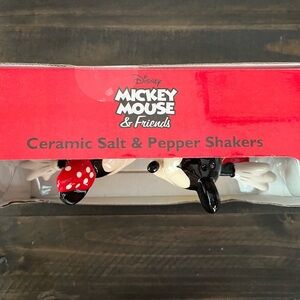 Disney
MICKEY
MOUSE
& Friends
Ceramic Salt & Pepper Shakers